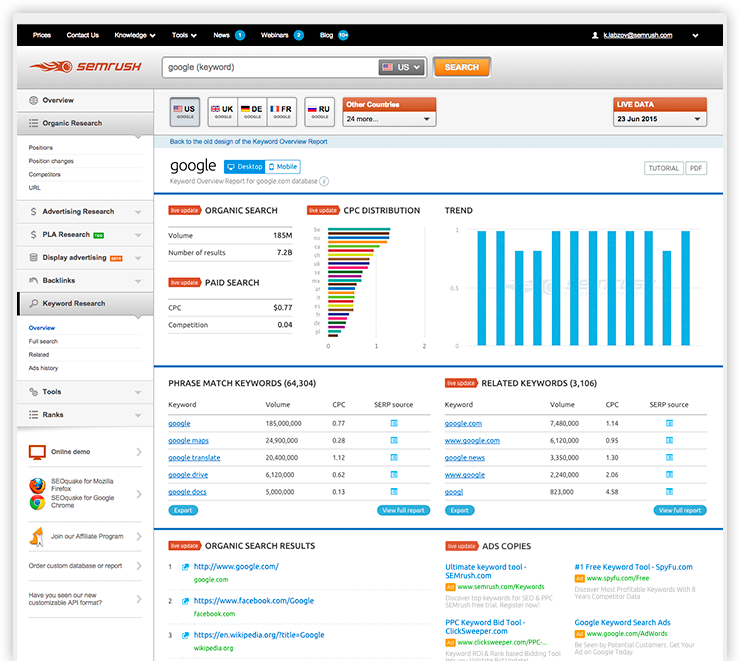 Prices Contact Us Knowledge Tools News 1 Webinars 2 Blog 10+ k.labzov@semrush.com
SEMRUSH google (keyword) US SEARCH
Overview
Organic Research
Positions
Position changes
Competitors
URL
Advertising Research
PLA Research new
Display advertising beta
Backlinks
Keyword Research
Overview
Full search
Related
Ads history
Tools
Ranks
Online demo
SEOquake for Mozilla
Firefox
SEOquake for Google
Chrome
Join our Affiliate Program
Order custom database or report
Have you seen our new
customizable API format?
US GOOGLE UK GOOGLE DE GOOGLE FR GOOGLE RU GOOGLE
Other Countries
24 more...
LIVE DATA
23 Jun 2015
Back to the old design of the Keyword Overview Report
google Desktop Mobile
TUTORIAL PDF
Keyword Overview Report for google.com database i
live update ORGANIC SEARCH
Volume 185M
Number of results 7.2B
live update PAID SEARCH
CPC $0.77
Competition 0.04
live update CPC DISTRIBUTION
be
no
ca
ch
uk
se
mx
ar
it
es
fr
de
pl
0 1 2
TREND
1
0.5
0
semrush
PHRASE MATCH KEYWORDS (64,304)
Keyword Volume CPC SERP source
google 185,000,000 0.77
google maps 24,900,000 0.28
google translate 20,400,000 1.12
google drive 6,120,000 0.62
google docs 5,000,000 0.13
Export View full report
live update RELATED KEYWORDS (3,106)
Keyword Volume CPC SERP source
google.com 7,480,000 1.14
www.google.com 6,120,000 0.95
google news 3,350,000 1.30
www.google 2,240,000 2.06
googl 823,000 4.58
Export View full report
live update ORGANIC SEARCH RESULTS
1 http://www.google.com/
google.com
2 https://www.facebook.com/Google
facebook.com
3 https://en.wikipedia.org/?title=Google
wikipedia.org
live update ADS COPIES
Ultimate keyword tool -
SEMrush.com
Ad www.semrush.com/Keywords
Discover top keywords for SEO & PPC
SEMrush free trial. Register now!
PPC Keyword Bid Tool -
ClickSweeper.com
Ad www.clicksweeper.com/PPC-...
Keyword ROI & Rank based Bidding Tool
lets you Validate Bid Update!
#1 Free Keyword Tool - SpyFu.com
Ad www.spyfu.com/Free
Discover Most Profitable Keywords With 8
Years Competitor Data
Google Keyword Search Ads
Ad www.google.com/AdWords
Be Seen by Potential Customers. Get Your
Ad on Google Today.